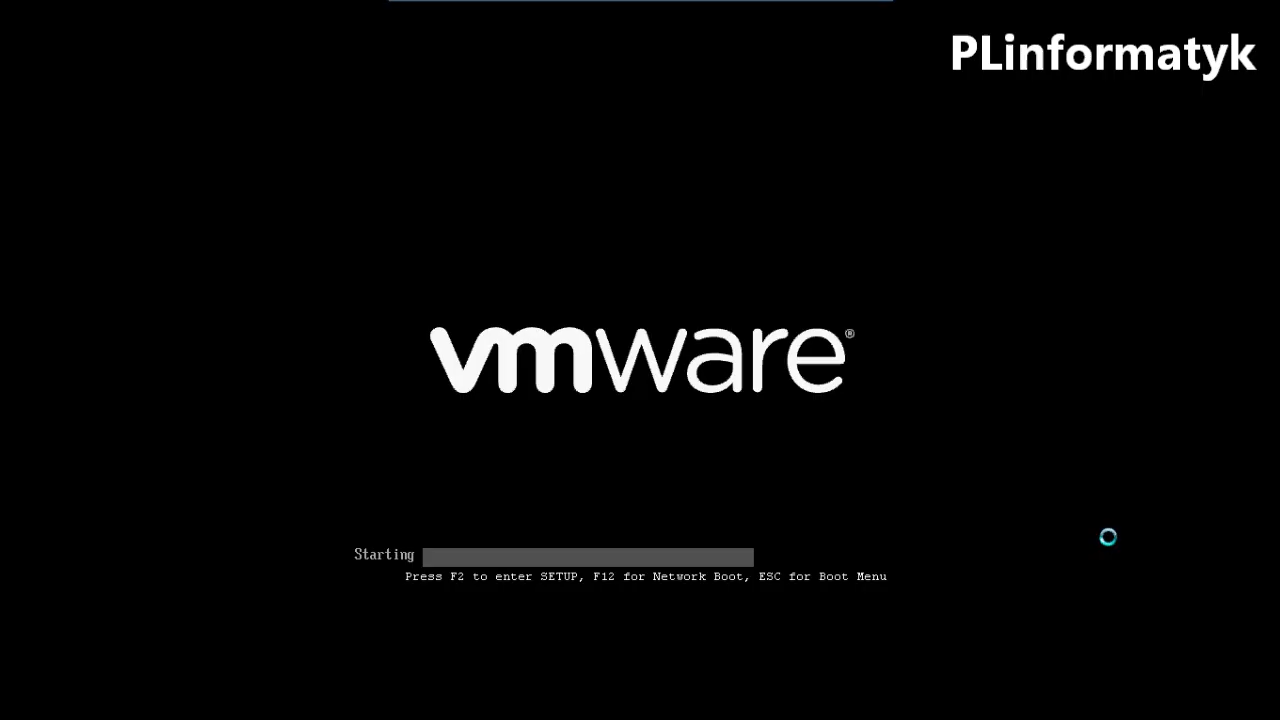 PLinformatyk
vmware®
Starting
Press F2 to enter SETUP, F12 for Network Boot, ESC for Boot Menu